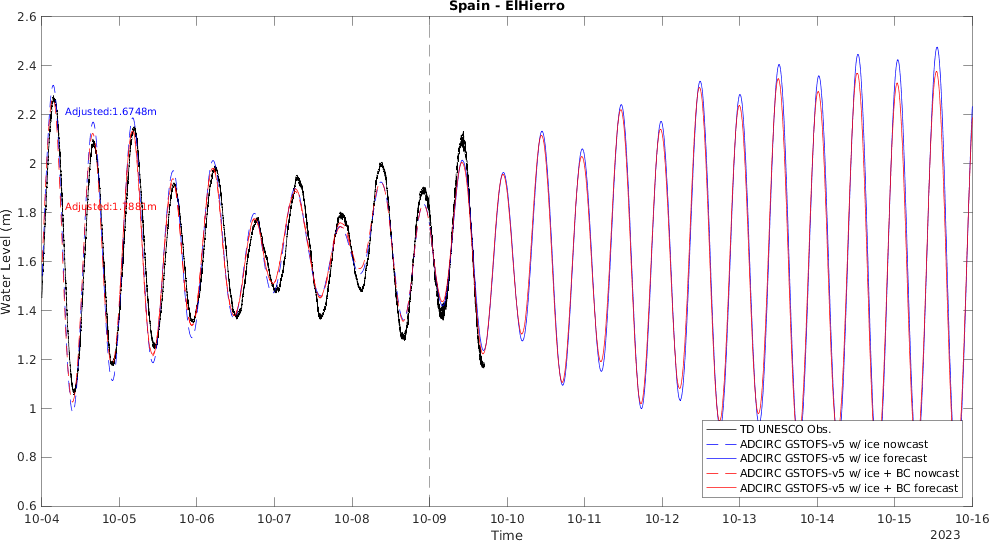 Spain - ElHierro
2.6
2.4
2.2
2
1.8
1.6
1.4
1.2
1
0.8
0.6
Water Level (m)
Adjusted:1.6748m
TD UNESCO Obs.
ADCIRC GSTOFS-v5 w/ ice nowcast
ADCIRC GSTOFS-v5 w/ ice forecast
ADCIRC GSTOFS-v5 w/ ice + BC nowcast
ADCIRC GSTOFS-v5 w/ ice + BC forecast
10-04 10-05 10-06 10-07 10-08 10-09 10-10 10-11 10-12 10-13 10-14 10-15 10-16
Time
2023